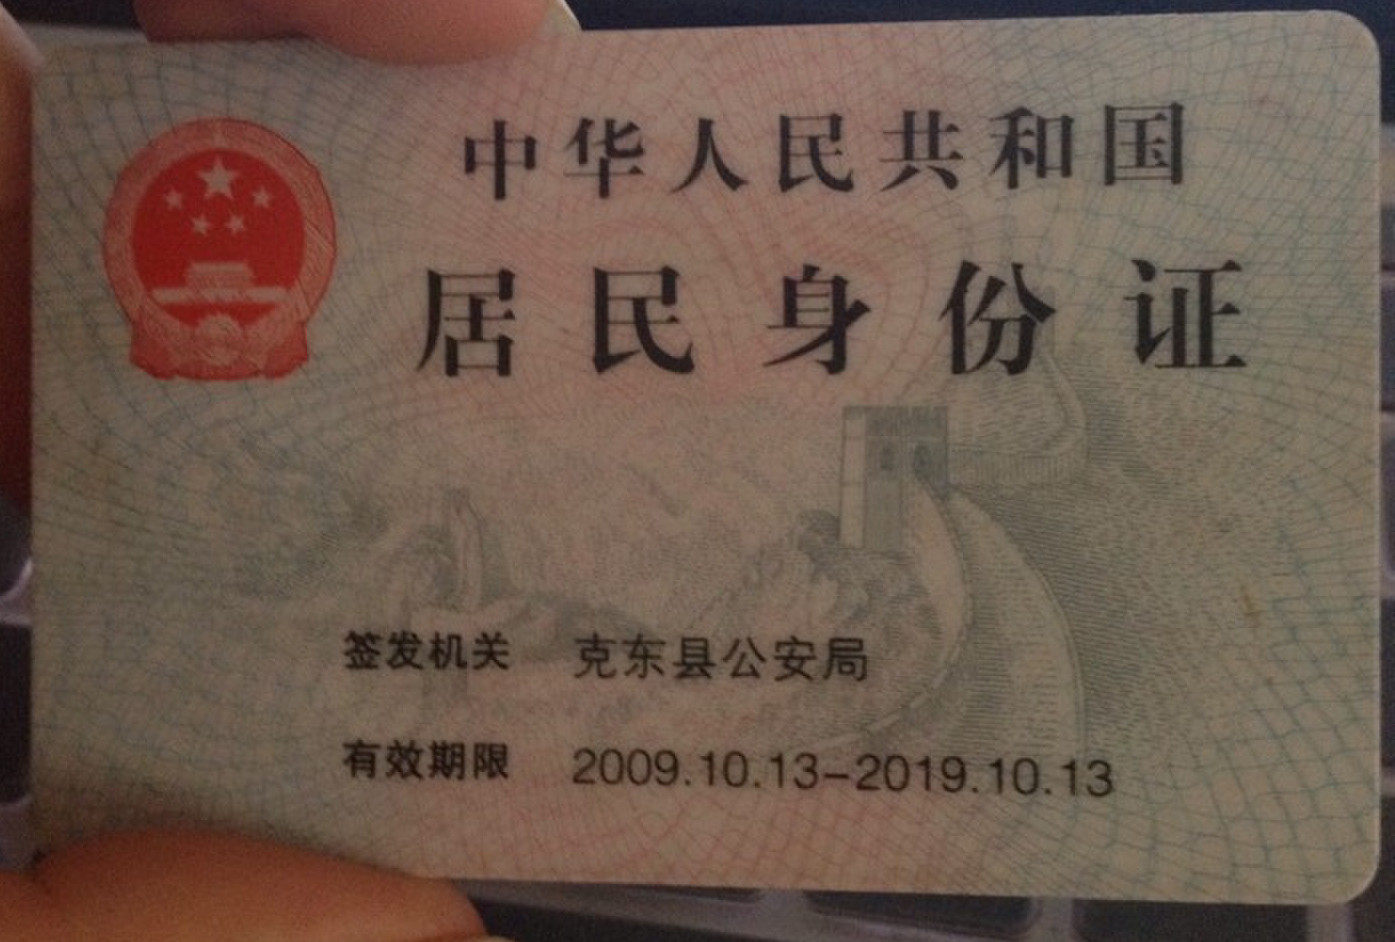 中华人民共和国
居民身份证
签发机关 克东县公安局
有效期限 2009.10.13-2019.10.13